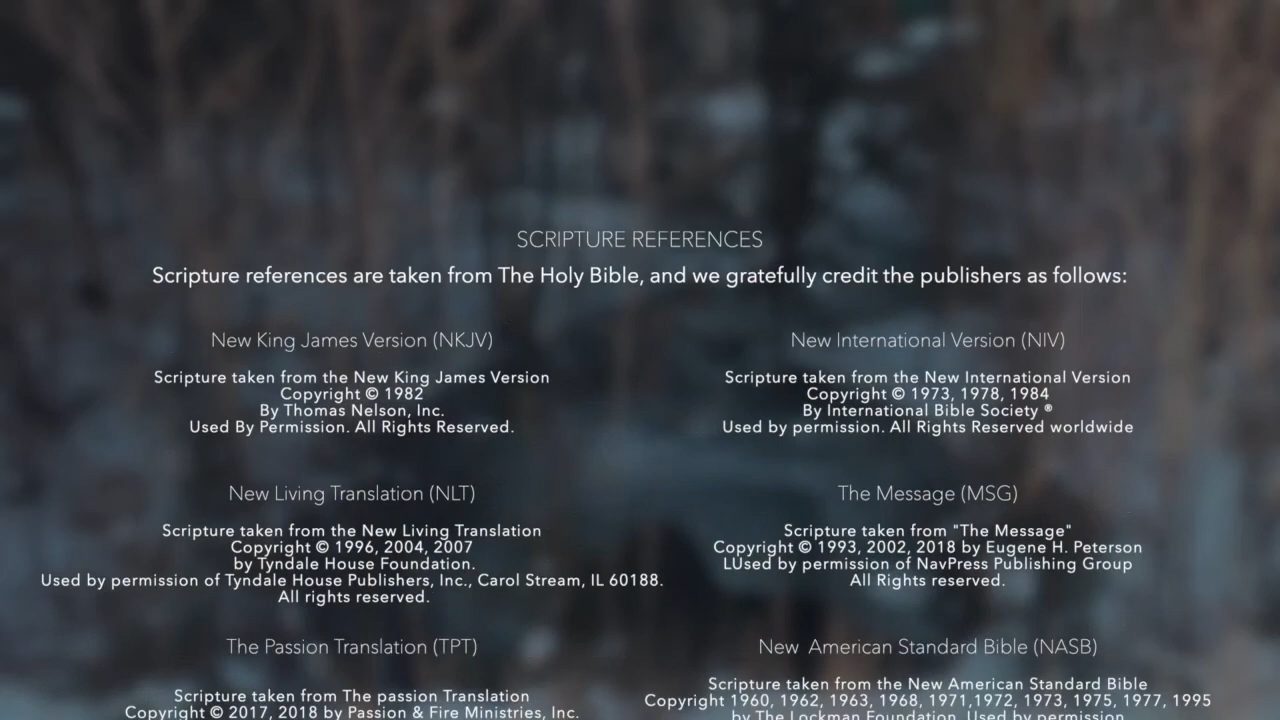 SCRIPTURE REFERENCES
Scripture references are taken from The Holy Bible, and we gratefully credit the publishers as follows:
New King James Version (NKJV)
Scripture taken from the New King James Version
Copyright © 1982
By Thomas Nelson, Inc.
Used By Permission. All Rights Reserved.
New International Version (NIV)
Scripture taken from the New International Version
Copyright © 1973, 1978, 1984
By International Bible Society ®
Used by permission. All Rights Reserved worldwide
New Living Translation (NLT)
Scripture taken from the New Living Translation
Copyright © 1996, 2004, 2007
by Tyndale House Foundation.
Used by permission of Tyndale House Publishers, Inc., Carol Stream, IL 60188.
All rights reserved.
The Message (MSG)
Scripture taken from "The Message"
Copyright © 1993, 2002, 2018 by Eugene H. Peterson
LUsed by permission of NavPress Publishing Group
All Rights reserved.
The Passion Translation (TPT)
Scripture taken from The passion Translation
Copyright © 2017, 2018 by Passion & Fire Ministries, Inc.
New  American Standard Bible (NASB)
Scripture taken from the New American Standard Bible
Copyright 1960, 1962, 1963, 1968, 1971,1972, 1973, 1975, 1977, 1995
by The Lockman Foundation. Used by permission